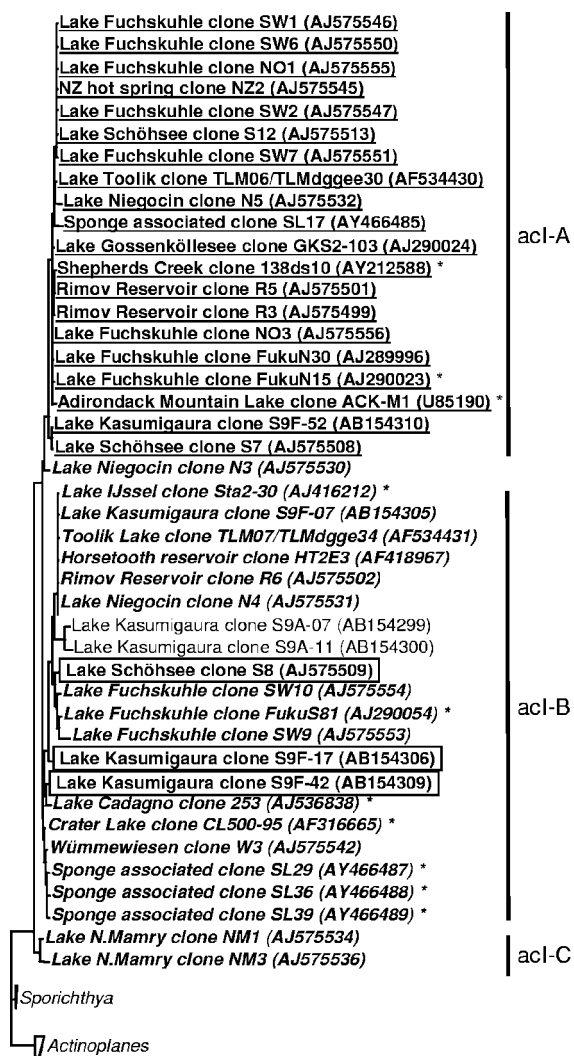 Lake Fuchskuhle clone SW1 (AJ575546)
Lake Fuchskuhle clone SW6 (AJ575550)
Lake Fuchskuhle clone NO1 (AJ575555)
NZ hot spring clone NZ2 (AJ575545)
Lake Fuchskuhle clone SW2 (AJ575547)
Lake Schöhsee clone S12 (AJ575513)
Lake Fuchskuhle clone SW7 (AJ575551)
Lake Toolik clone TLM06/TLMdggee30 (AF534430)
Lake Niegocin clone N5 (AJ575532)
Sponge associated clone SL17 (AY466485)
Lake Gossenköllesee clone GKS2-103 (AJ290024)
acI-A
Shepherds Creek clone 138ds10 (AY212588) *
Rimov Reservoir clone R5 (AJ575501)
Rimov Reservoir clone R3 (AJ575499)
Lake Fuchskuhle clone NO3 (AJ575556)
Lake Fuchskuhle clone FukuN30 (AJ289996)
Lake Fuchskuhle clone FukuN15 (AJ290023) *
Adirondack Mountain Lake clone ACK-M1 (U85190) *
Lake Kasumigaura clone S9F-52 (AB154310)
Lake Schöhsee clone S7 (AJ575508)
Lake Niegocin clone N3 (AJ575530)
Lake IJssel clone Sta2-30 (AJ416212) *
Lake Kasumigaura clone S9F-07 (AB154305)
Toolik Lake clone TLM07/TLMdgge34 (AF534431)
Horsetooth reservoir clone HT2E3 (AF418967)
Rimov Reservoir clone R6 (AJ575502)
Lake Niegocin clone N4 (AJ575531)
Lake Kasumigaura clone S9A-07 (AB154299)
Lake Kasumigaura clone S9A-11 (AB154300)
Lake Schöhsee clone S8 (AJ575509)
Lake Fuchskuhle clone SW10 (AJ575554)
acI-B
Lake Fuchskuhle clone FukuS81 (AJ290054) *
Lake Fuchskuhle clone SW9 (AJ575553)
Lake Kasumigaura clone S9F-17 (AB154306)
Lake Kasumigaura clone S9F-42 (AB154309)
Lake Cadagno clone 253 (AJ536838) *
Crater Lake clone CL500-95 (AF316665) *
Wümmewiesen clone W3 (AJ575542)
Sponge associated clone SL29 (AY466487) *
Sponge associated clone SL36 (AY466488) *
Sponge associated clone SL39 (AY466489) *
Lake N.Mamry clone NM1 (AJ575534)
acI-C
Lake N.Mamry clone NM3 (AJ575536)
Sporichthya
Actinoplanes